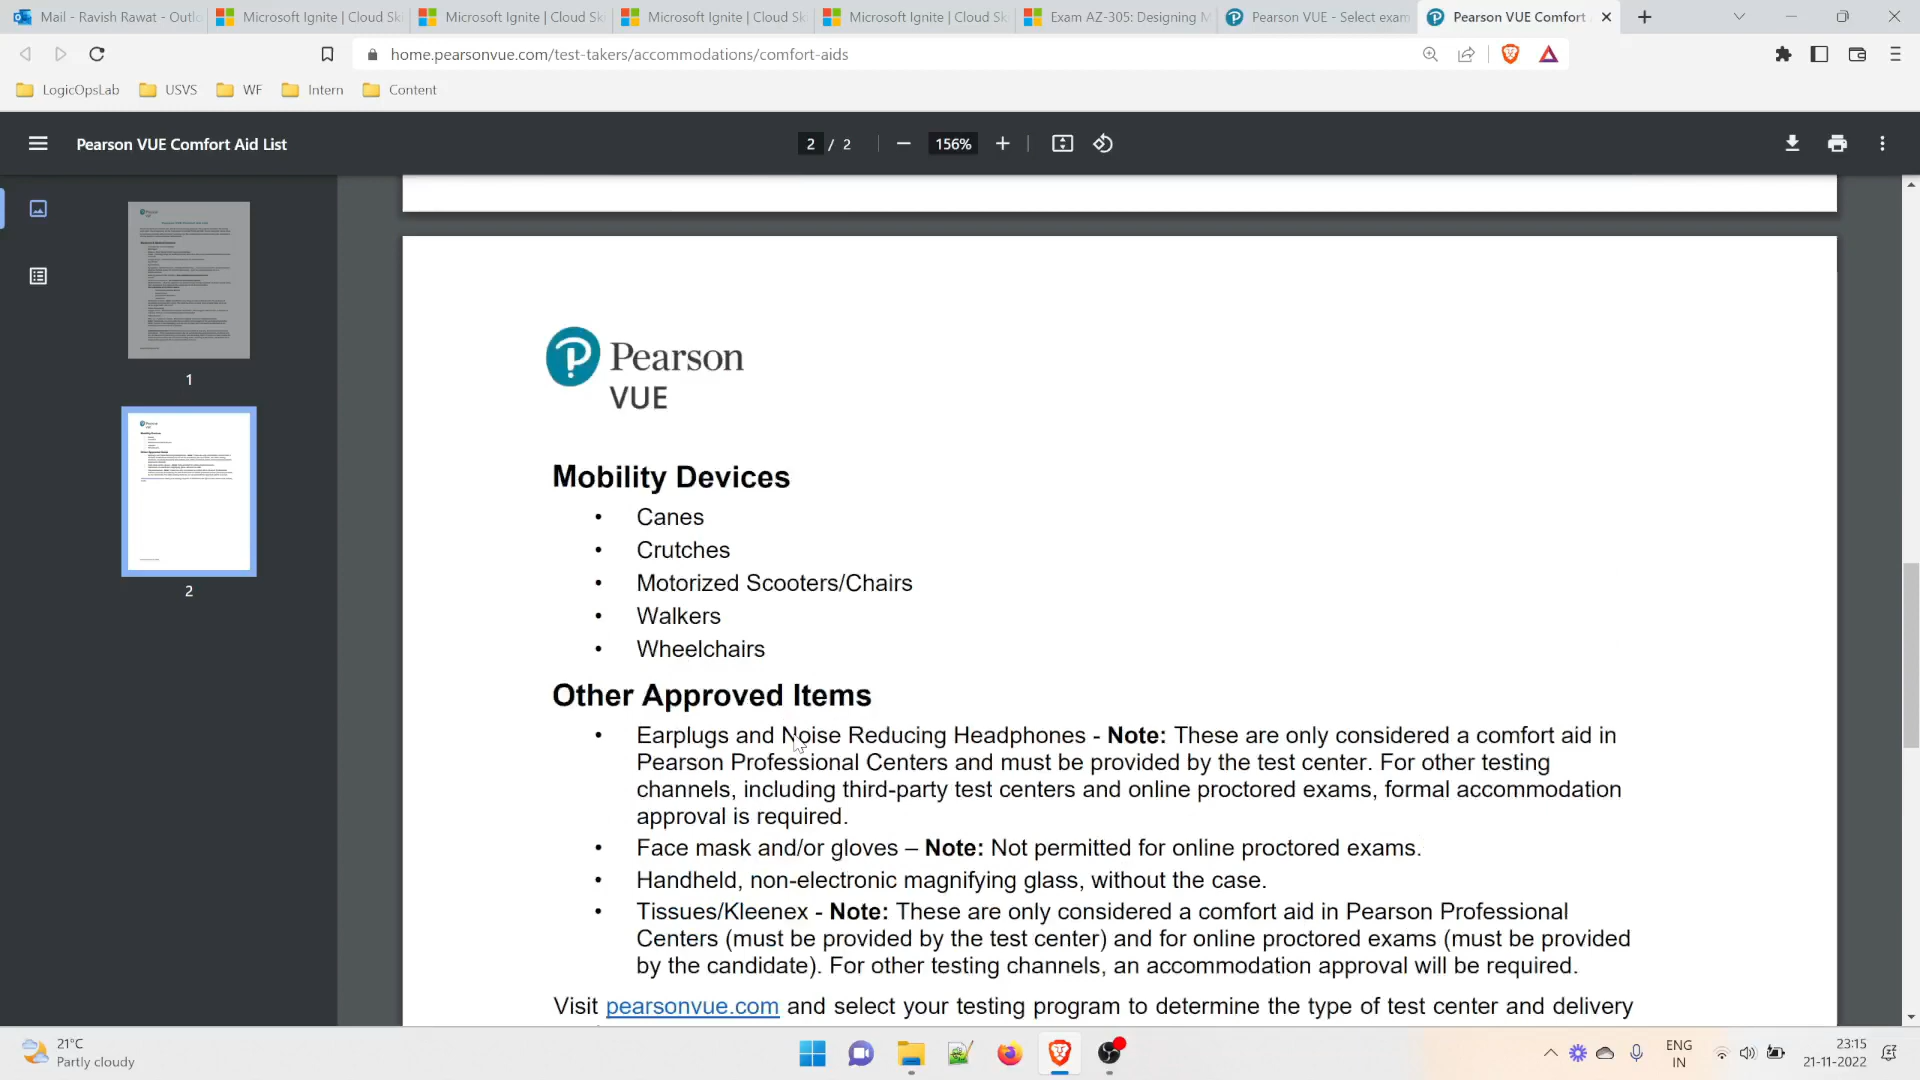 Mail - Ravish Rawat - Outlo
Microsoft Ignite | Cloud Sk
Microsoft Ignite | Cloud Sk
Microsoft Ignite | Cloud Sk
Microsoft Ignite | Cloud Sk
Exam AZ-305: Designing M
Pearson VUE - Select exam
Pearson VUE Comfort
home.pearsonvue.com/test-takers/accommodations/comfort-aids
LogicOpsLab
USVS
WF
Intern
Content
Pearson VUE Comfort Aid List
2 / 2
156%
1
2
Pearson
VUE
Mobility Devices
• Canes
• Crutches
• Motorized Scooters/Chairs
• Walkers
• Wheelchairs
Other Approved Items
• Earplugs and Noise Reducing Headphones - Note: These are only considered a comfort aid in
Pearson Professional Centers and must be provided by the test center. For other testing
channels, including third-party test centers and online proctored exams, formal accommodation
approval is required.
• Face mask and/or gloves – Note: Not permitted for online proctored exams.
• Handheld, non-electronic magnifying glass, without the case.
• Tissues/Kleenex - Note: These are only considered a comfort aid in Pearson Professional
Centers (must be provided by the test center) and for online proctored exams (must be provided
by the candidate). For other testing channels, an accommodation approval will be required.
Visit pearsonvue.com and select your testing program to determine the type of test center and delivery
21°C
Partly cloudy
ENG
IN
23:15
21-11-2022